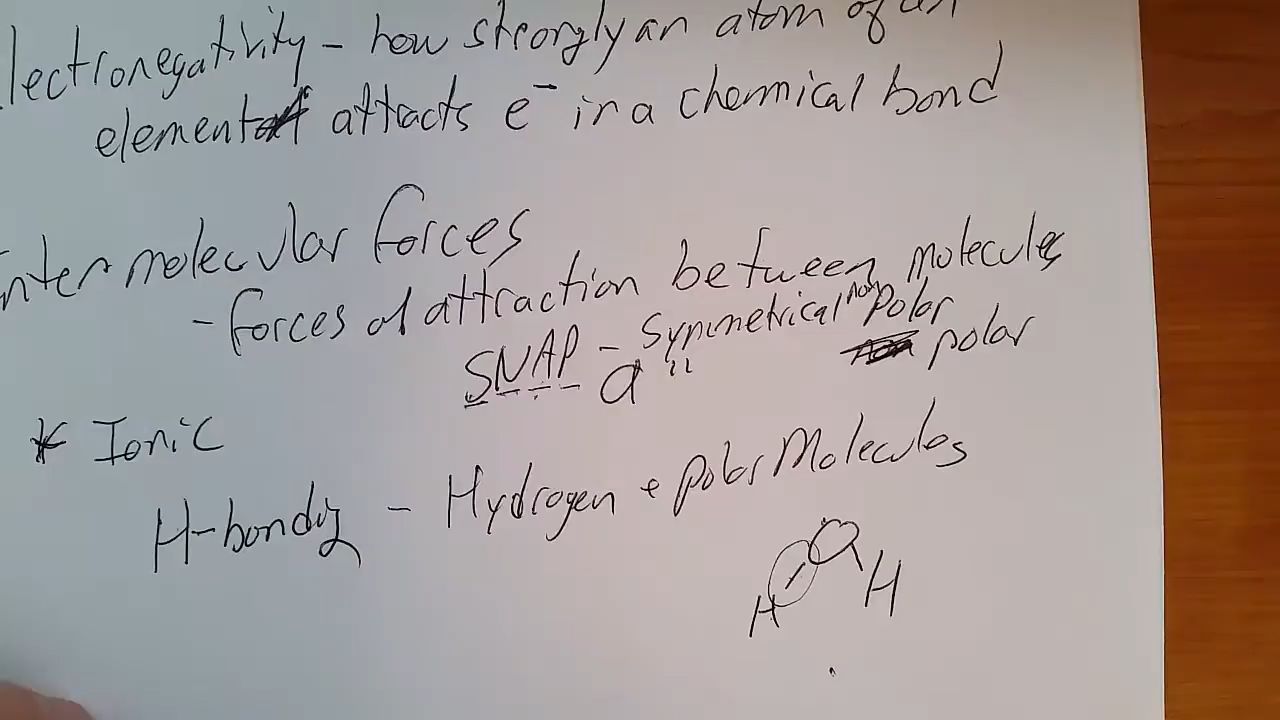 lectronegativity - how strongly an atom of an
element attracts e⁻ in a chemical bond
nter molecular forces
- forces of attraction between molecules
SNAP - Symmetrical non polar
a " polar
* Ionic
H-bonding - Hydrogen + polar Molecules
O
H H